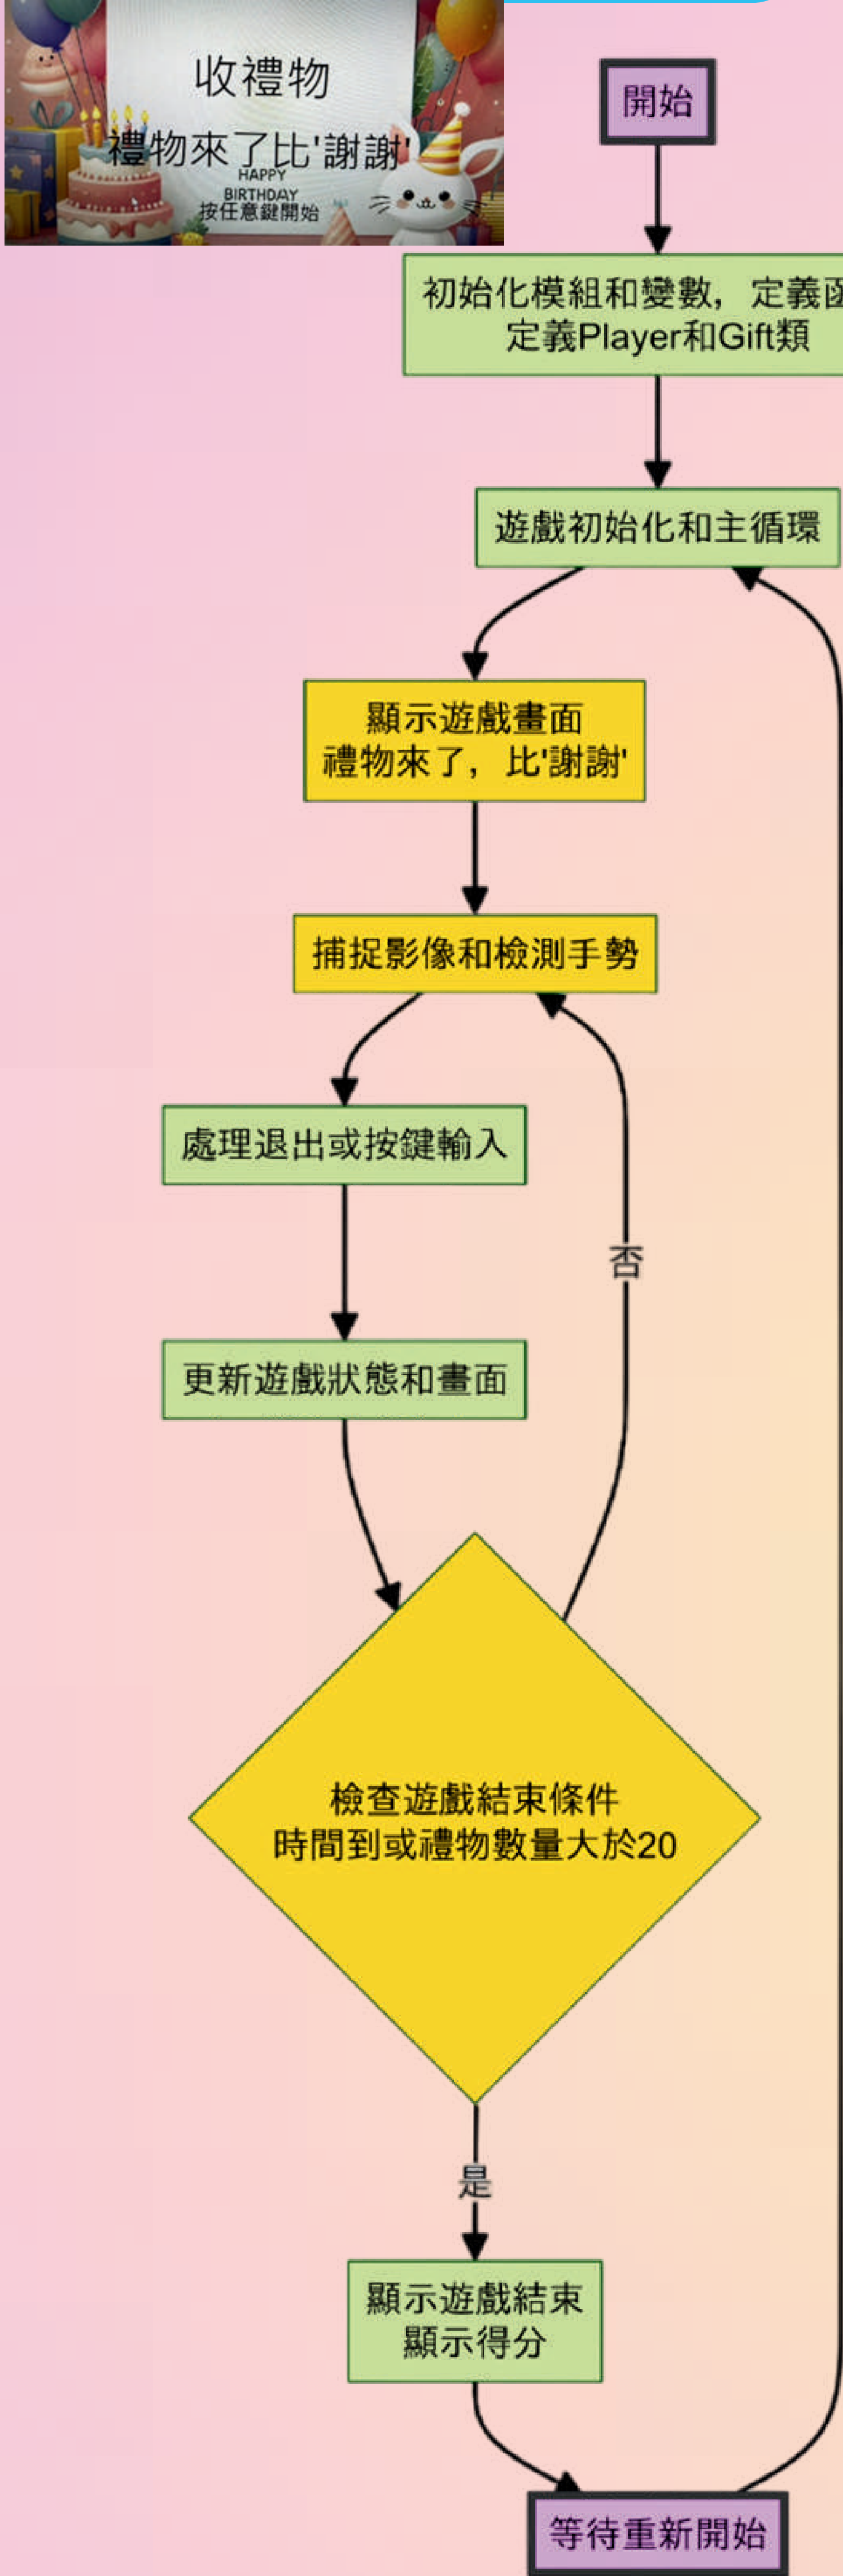 收禮物
禮物來了比'謝謝'
HAPPY
BIRTHDAY
按任意鍵開始
開始
初始化模組和變數，定義函
定義Player和Gift類
遊戲初始化和主循環
顯示遊戲畫面
禮物來了，比'謝謝'
捕捉影像和檢測手勢
處理退出或按鍵輸入
否
更新遊戲狀態和畫面
檢查遊戲結束條件
時間到或禮物數量大於20
是
顯示遊戲結束
顯示得分
等待重新開始